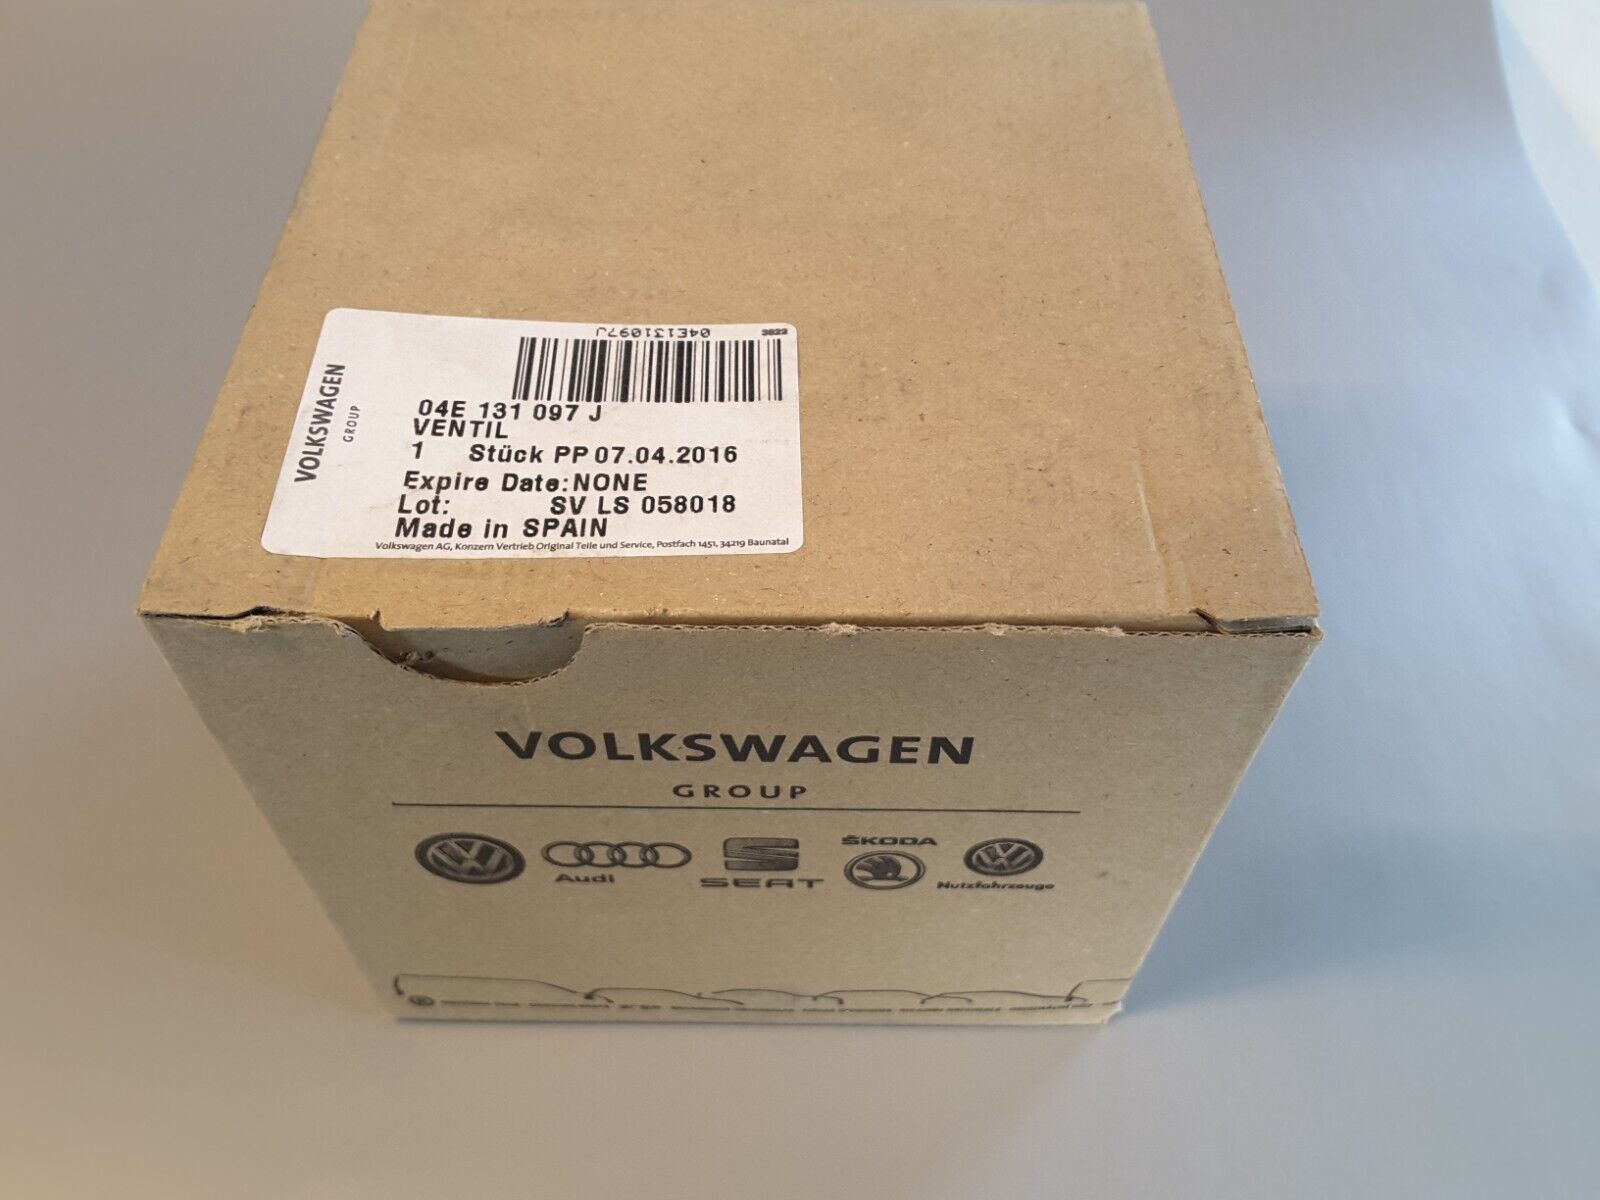 04E131097J
3822
VOLKSWAGEN
GROUP
04E 131 097 J
VENTIL
1 Stück PP 07.04.2016
Expire Date:NONE
Lot: SV LS 058018
Made in SPAIN
Volkswagen AG, Konzern Vertrieb Original Teile und Service, Postfach 1451, 34219 Baunatal
VOLKSWAGEN
GROUP
Audi
SEAT
ŠKODA
Nutzfahrzeuge